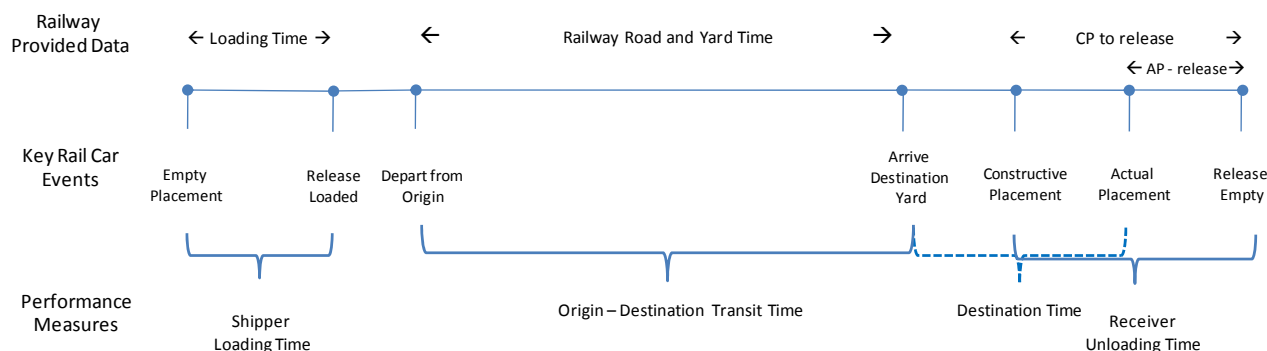 Railway
Provided Data
← Loading Time →
← Railway Road and Yard Time →
← CP to release →
← AP - release →
Key Rail Car
Events
Empty
Placement
Release
Loaded
Depart from
Origin
Arrive
Destination
Yard
Constructive
Placement
Actual
Placement
Release
Empty
Performance
Measures
Shipper
Loading Time
Origin – Destination Transit Time
Destination Time
Receiver
Unloading Time